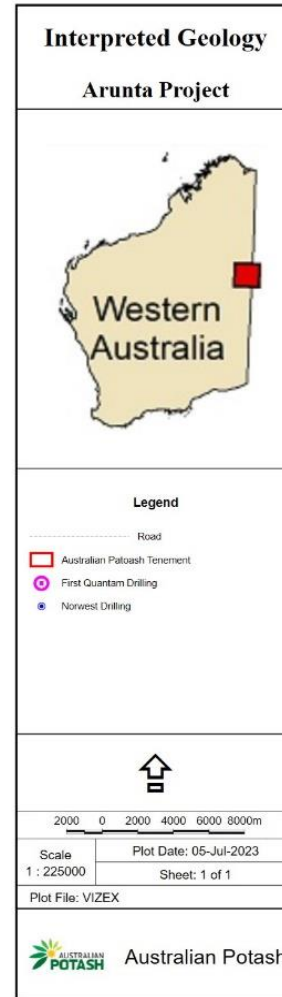 Interpreted Geology
Arunta Project
Western
Australia
Legend
Road
Australian Patoash Tenement
First Quantam Drilling
Norwest Drilling
2000 0 2000 4000 6000 8000m
Scale
1 : 225000
Plot Date: 05-Jul-2023
Sheet: 1 of 1
Plot File: VIZEX
AUSTRALIAN
POTASH
Australian Potash